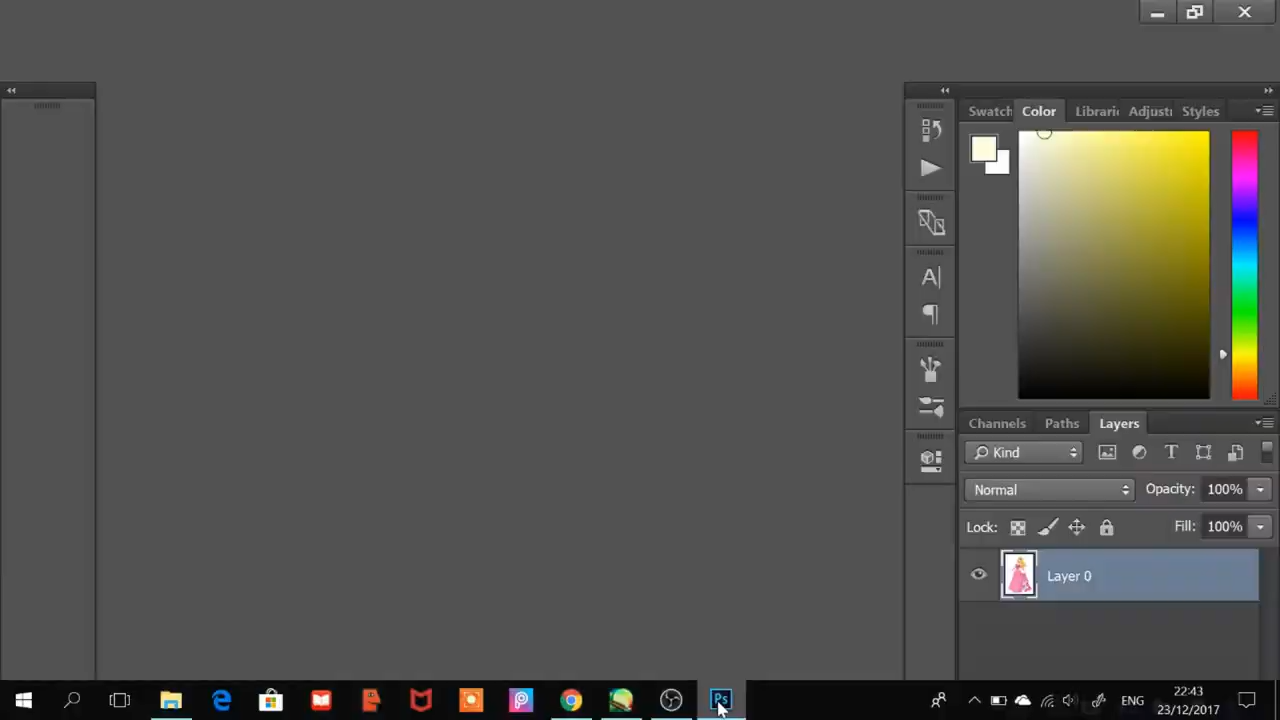 Swatch Color Librari Adjust Styles
A|
Channels Paths Layers
Kind T
Normal Opacity: 100%
Lock: Fill: 100%
Layer 0
Ps
ENG
22:43
23/12/2017